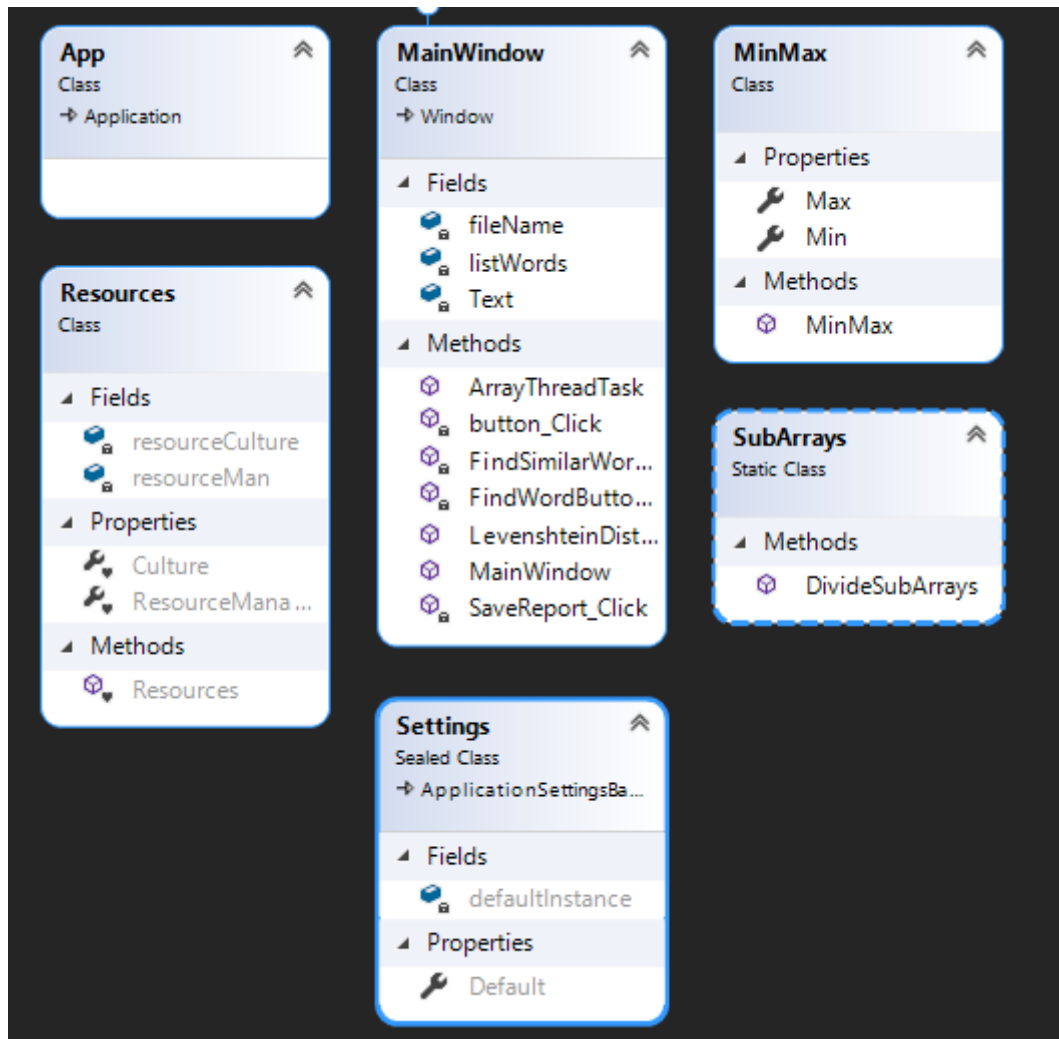 App
Class
Application
MainWindow
Class
Window
Fields
fileName
listWords
Text
Methods
ArrayThreadTask
button_Click
FindSimilarWor...
FindWordButto...
LevenshteinDist...
MainWindow
SaveReport_Click
MinMax
Class
Properties
Max
Min
Methods
MinMax
Resources
Class
Fields
resourceCulture
resourceMan
Properties
Culture
ResourceMana...
Methods
Resources
SubArrays
Static Class
Methods
DivideSubArrays
Settings
Sealed Class
ApplicationSettingsBa...
Fields
defaultInstance
Properties
Default